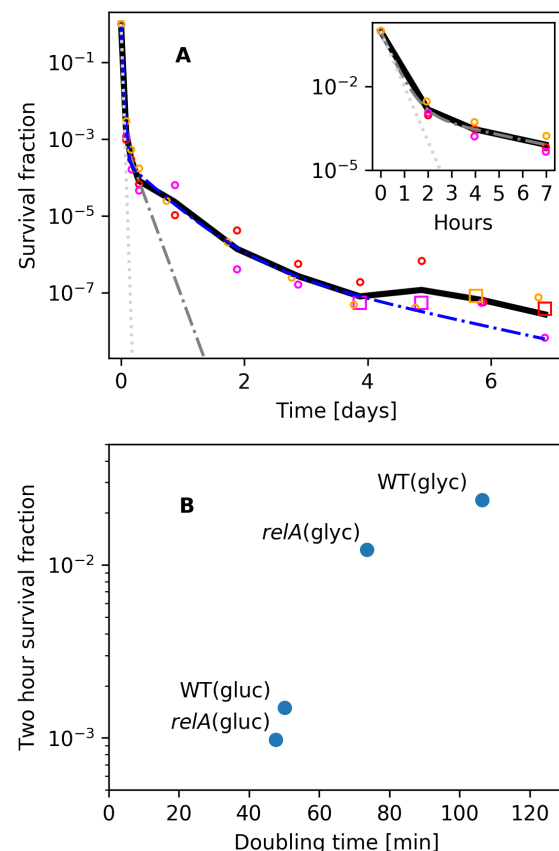 A
Survival fraction
10⁻¹
10⁻³
10⁻⁵
10⁻⁷
0 2 4 6
Time [days]
10⁻²
10⁻⁵
0 1 2 3 4 5 6 7
Hours
B
Two hour survival fraction
10⁻²
10⁻³
WT(glyc)
relA(glyc)
WT(gluc)
relA(gluc)
0 20 40 60 80 100 120
Doubling time [min]